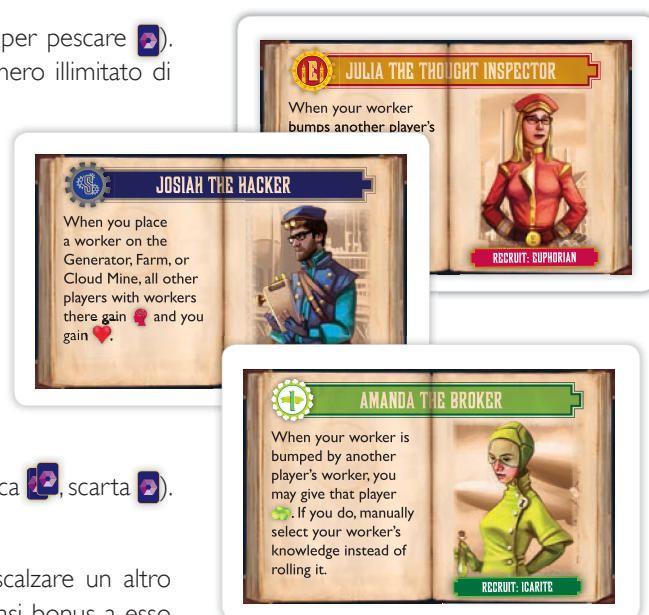 per pescare ).
nero illimitato di
E
JULIA THE THOUGHT INSPECTOR
When your worker
bumps another player's
RECRUIT: EUPHORIAN
S
JOSIAH THE HACKER
When you place
a worker on the
Generator, Farm, or
Cloud Mine, all other
players with workers
there gain & and you
gain .
I
AMANDA THE BROKER
When your worker is
bumped by another
player's worker, you
may give that player
. If you do, manually
select your worker's
knowledge instead of
rolling it.
RECRUIT: ICARITE
ca , scarta ).
scalzare un altro
asi bonus a esso